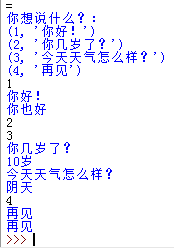 =
你想说什么？：
(1, '你好！')
(2, '你几岁了？')
(3, '今天天气怎么样？')
(4, '再见')
1
你好！
你也好
2
3
你几岁了？
10岁
今天天气怎么样？
阴天
4
再见
再见
>>>